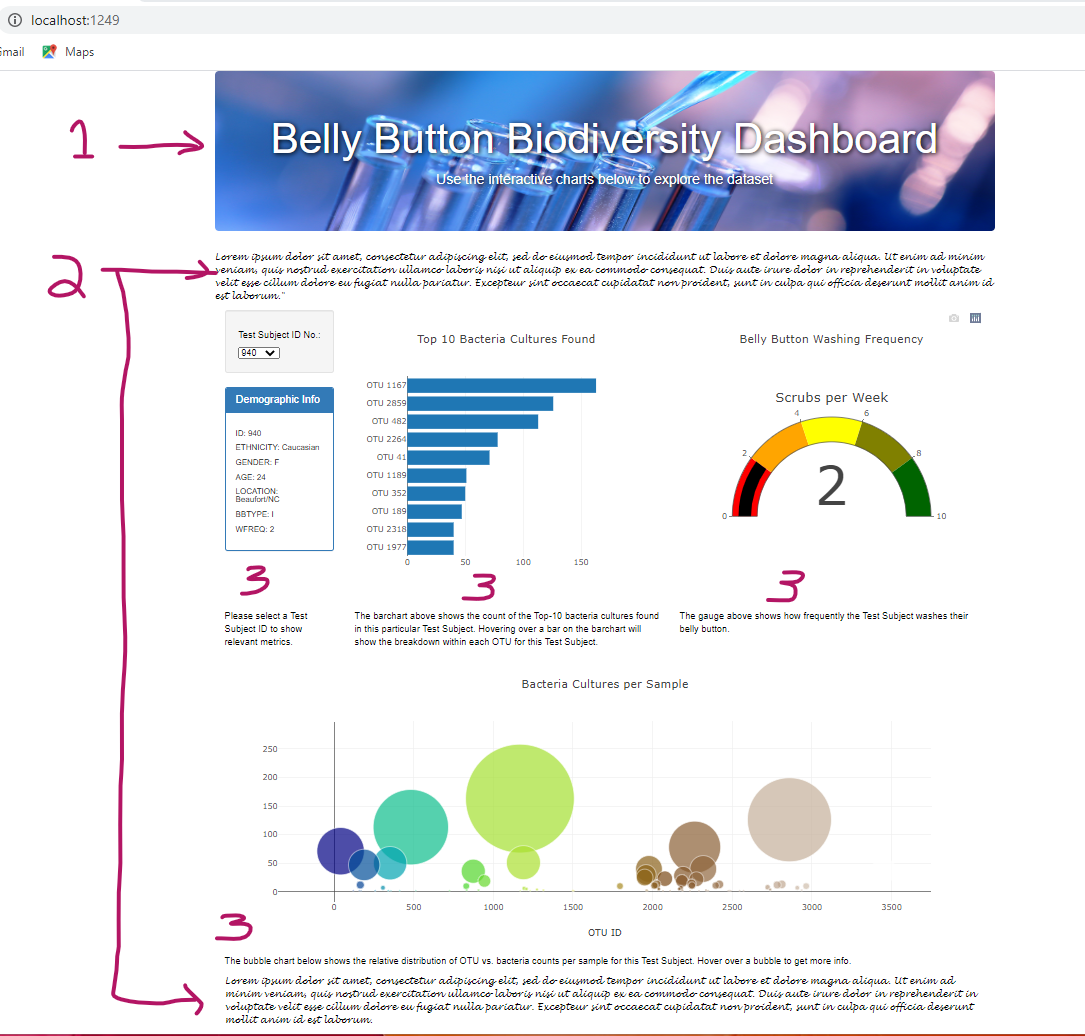 localhost:1249
Gmail Maps
1
Belly Button Biodiversity Dashboard
Use the interactive charts below to explore the dataset
2
Lorem ipsum dolor sit amet, consectetur adipiscing elit, sed do eiusmod tempor incididunt ut labore et dolore magna aliqua. Ut enim ad minim
veniam, quis nostrud exercitation ullamco laboris nisi ut aliquip ex ea commodo consequat. Duis aute irure dolor in reprehenderit in voluptate
velit esse cillum dolore eu fugiat nulla pariatur. Excepteur sint occaecat cupidatat non proident, sunt in culpa qui officia deserunt mollit anim id
est laborum."
Test Subject ID No.:
940
Demographic Info
ID: 940
ETHNICITY: Caucasian
GENDER: F
AGE: 24
LOCATION:
Beaufort/NC
BBTYPE: I
WFREQ: 2
3
Please select a Test
Subject ID to show
relevant metrics.
Top 10 Bacteria Cultures Found
OTU 1167
OTU 2859
OTU 482
OTU 2264
OTU 41
OTU 1189
OTU 352
OTU 189
OTU 2318
OTU 1977
0 50 100 150
3
The barchart above shows the count of the Top-10 bacteria cultures found
in this particular Test Subject. Hovering over a bar on the barchart will
show the breakdown within each OTU for this Test Subject.
Belly Button Washing Frequency
Scrubs per Week
4 6
2 8
2
0 10
3
The gauge above shows how frequently the Test Subject washes their
belly button.
Bacteria Cultures per Sample
250
200
150
100
50
0
0 500 1000 1500 2000 2500 3000 3500
OTU ID
3
The bubble chart below shows the relative distribution of OTU vs. bacteria counts per sample for this Test Subject. Hover over a bubble to get more info.
Lorem ipsum dolor sit amet, consectetur adipiscing elit, sed do eiusmod tempor incididunt ut labore et dolore magna aliqua. Ut enim ad
minim veniam, quis nostrud exercitation ullamco laboris nisi ut aliquip ex ea commodo consequat. Duis aute irure dolor in reprehenderit in
voluptate velit esse cillum dolore eu fugiat nulla pariatur. Excepteur sint occaecat cupidatat non proident, sunt in culpa qui officia deserunt
mollit anim id est laborum.